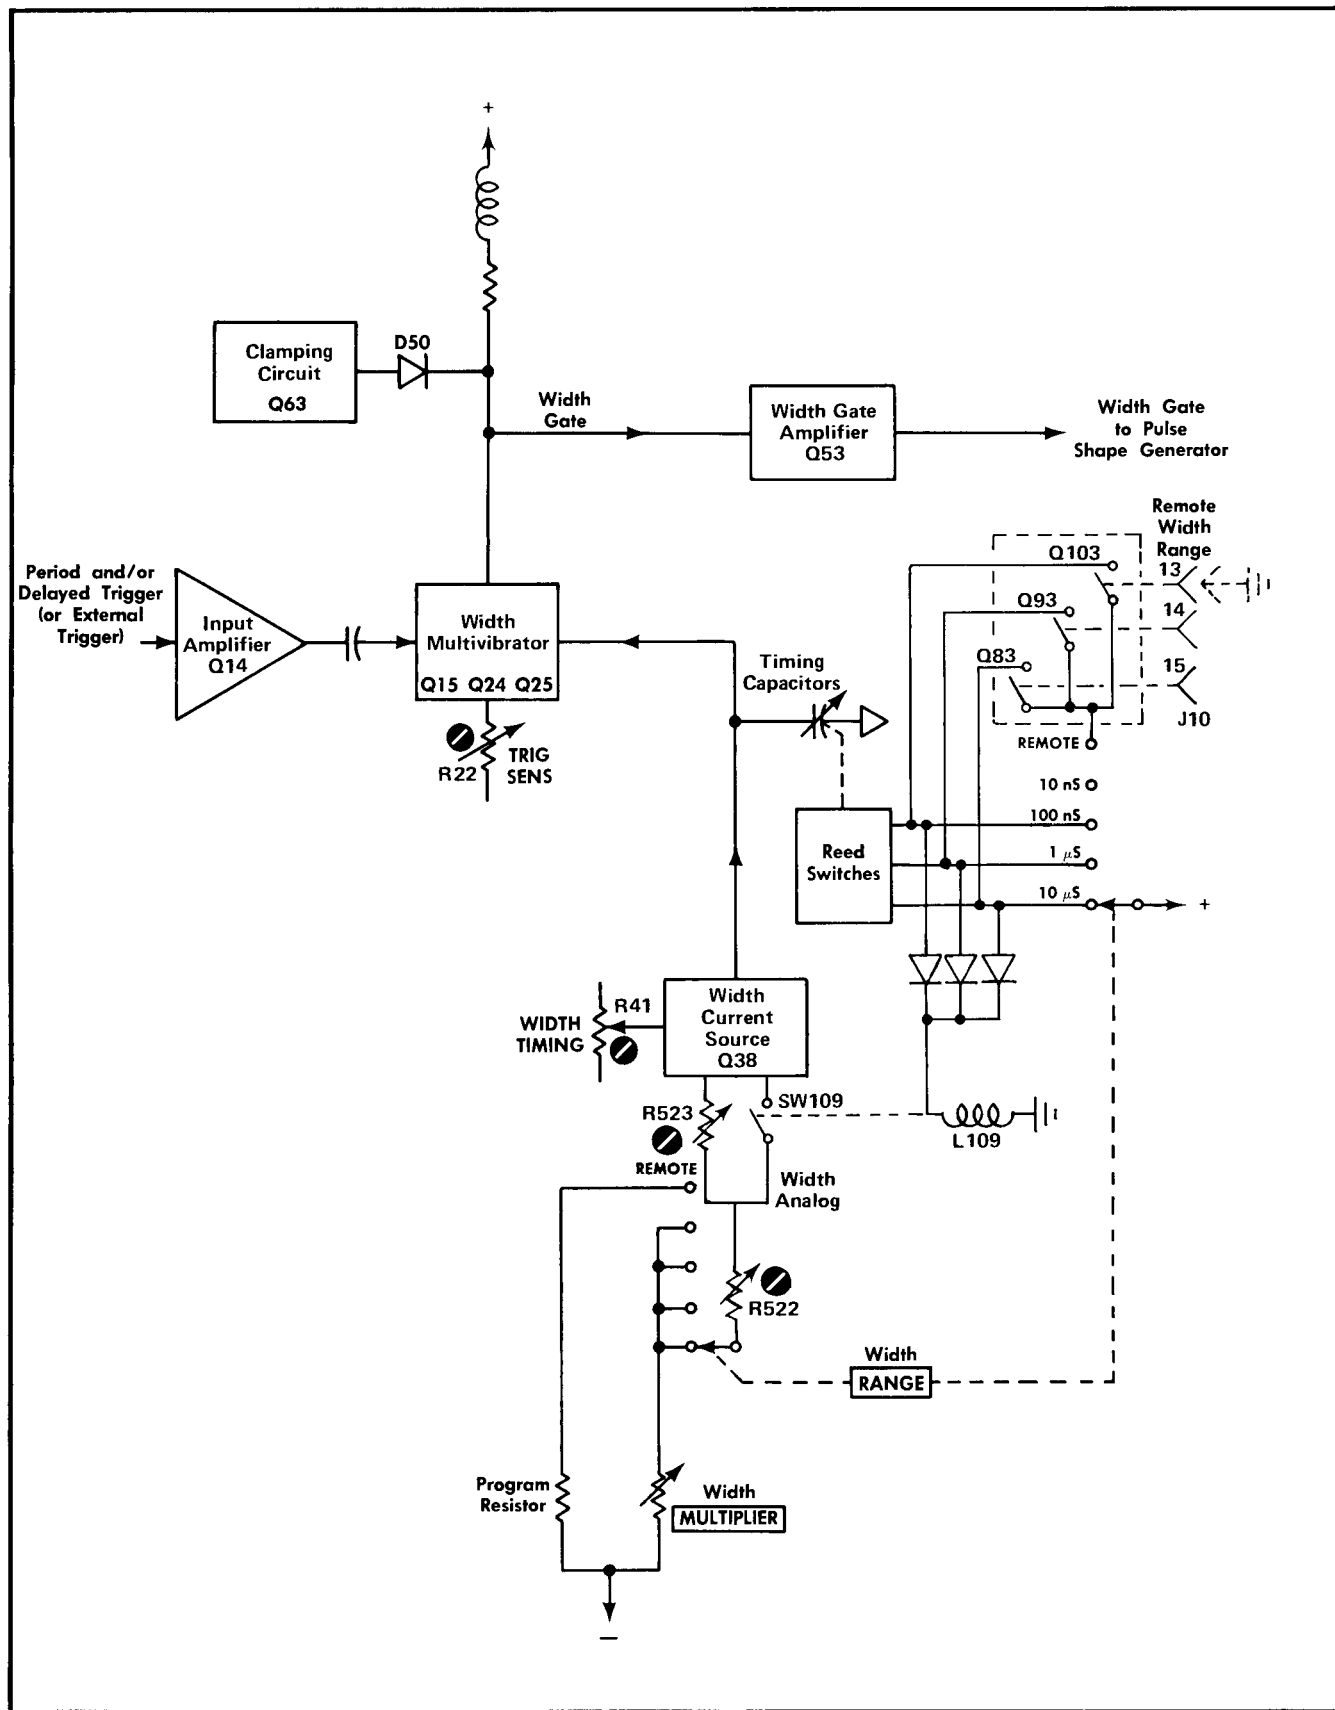 +
Clamping
Circuit
Q63
D50
Width
Gate
Width Gate
Amplifier
Q53
Width Gate
to Pulse
Shape Generator
Period and/or
Delayed Trigger
(or External
Trigger)
Input
Amplifier
Q14
Width
Multivibrator
Q15 Q24 Q25
R22
TRIG
SENS
Timing
Capacitors
Remote
Width
Range
Q103
13
Q93
14
Q83
15
J10
REMOTE
10 nS
100 nS
1 μS
10 μS
+
Reed
Switches
R41
WIDTH
TIMING
Width
Current
Source
Q38
SW109
R523
REMOTE
L109
Width
Analog
R522
Width
RANGE
Program
Resistor
Width
MULTIPLIER
—